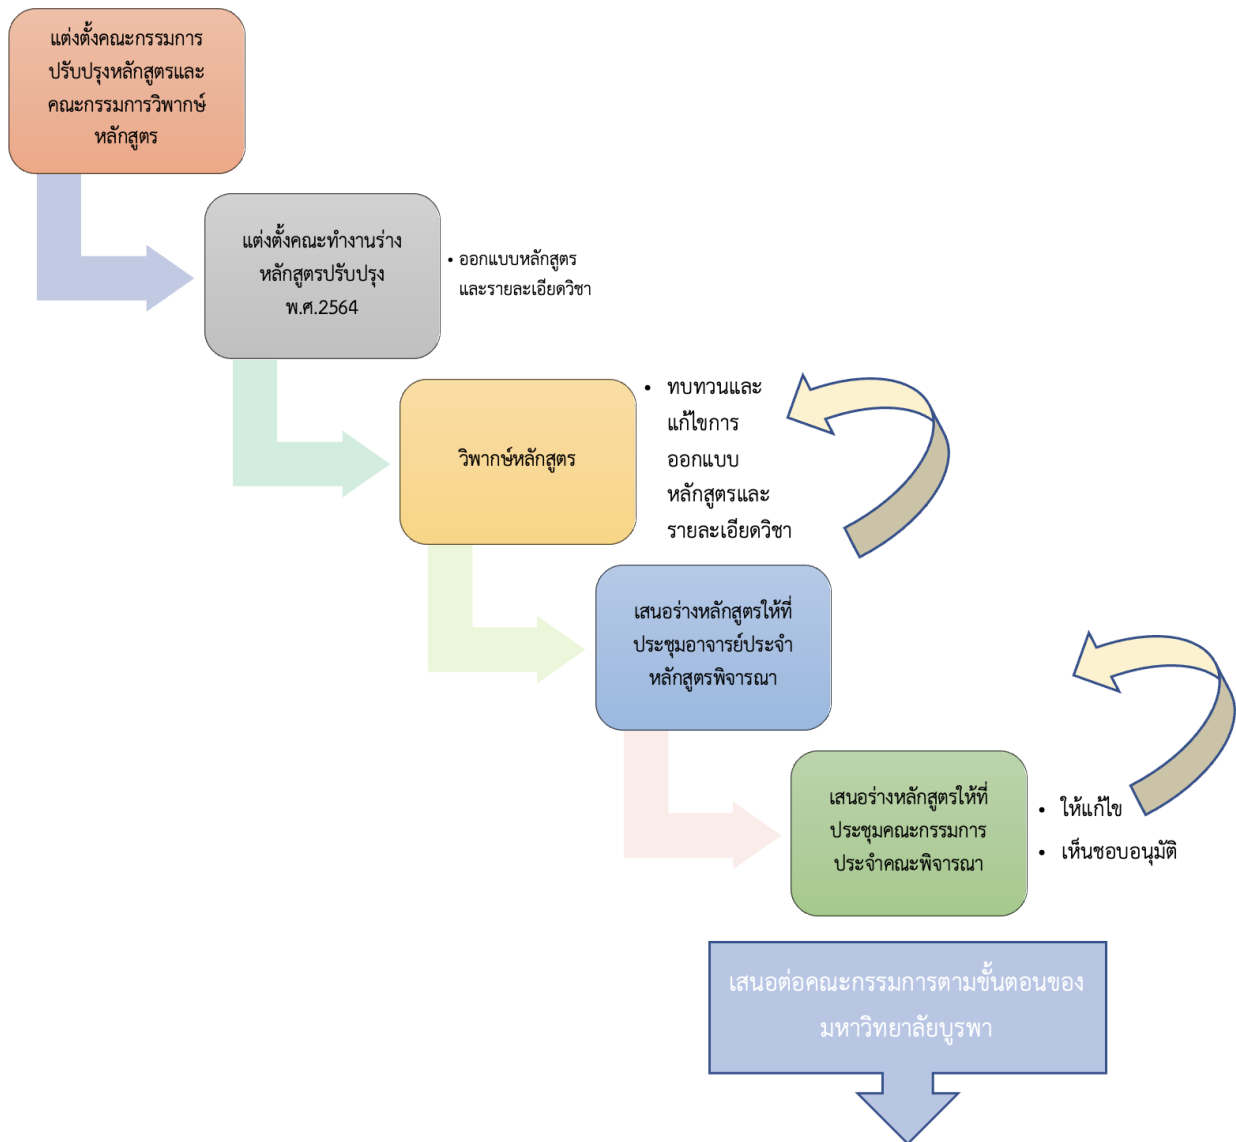 แต่งตั้งคณะกรรมการ
ปรับปรุงหลักสูตรและ
คณะกรรมการวิพากษ์
หลักสูตร
แต่งตั้งคณะทำงานร่าง
หลักสูตรปรับปรุง
พ.ศ.2564
• ออกแบบหลักสูตร
และรายละเอียดวิชา
วิพากษ์หลักสูตร
• ทบทวนและ
แก้ไขการ
ออกแบบ
หลักสูตรและ
รายละเอียดวิชา
เสนอร่างหลักสูตรให้ที่
ประชุมอาจารย์ประจำ
หลักสูตรพิจารณา
เสนอร่างหลักสูตรให้ที่
ประชุมคณะกรรมการ
ประจำคณะพิจารณา
• ให้แก้ไข
• เห็นชอบอนุมัติ
เสนอต่อคณะกรรมการตามขั้นตอนของ
มหาวิทยาลัยบูรพา